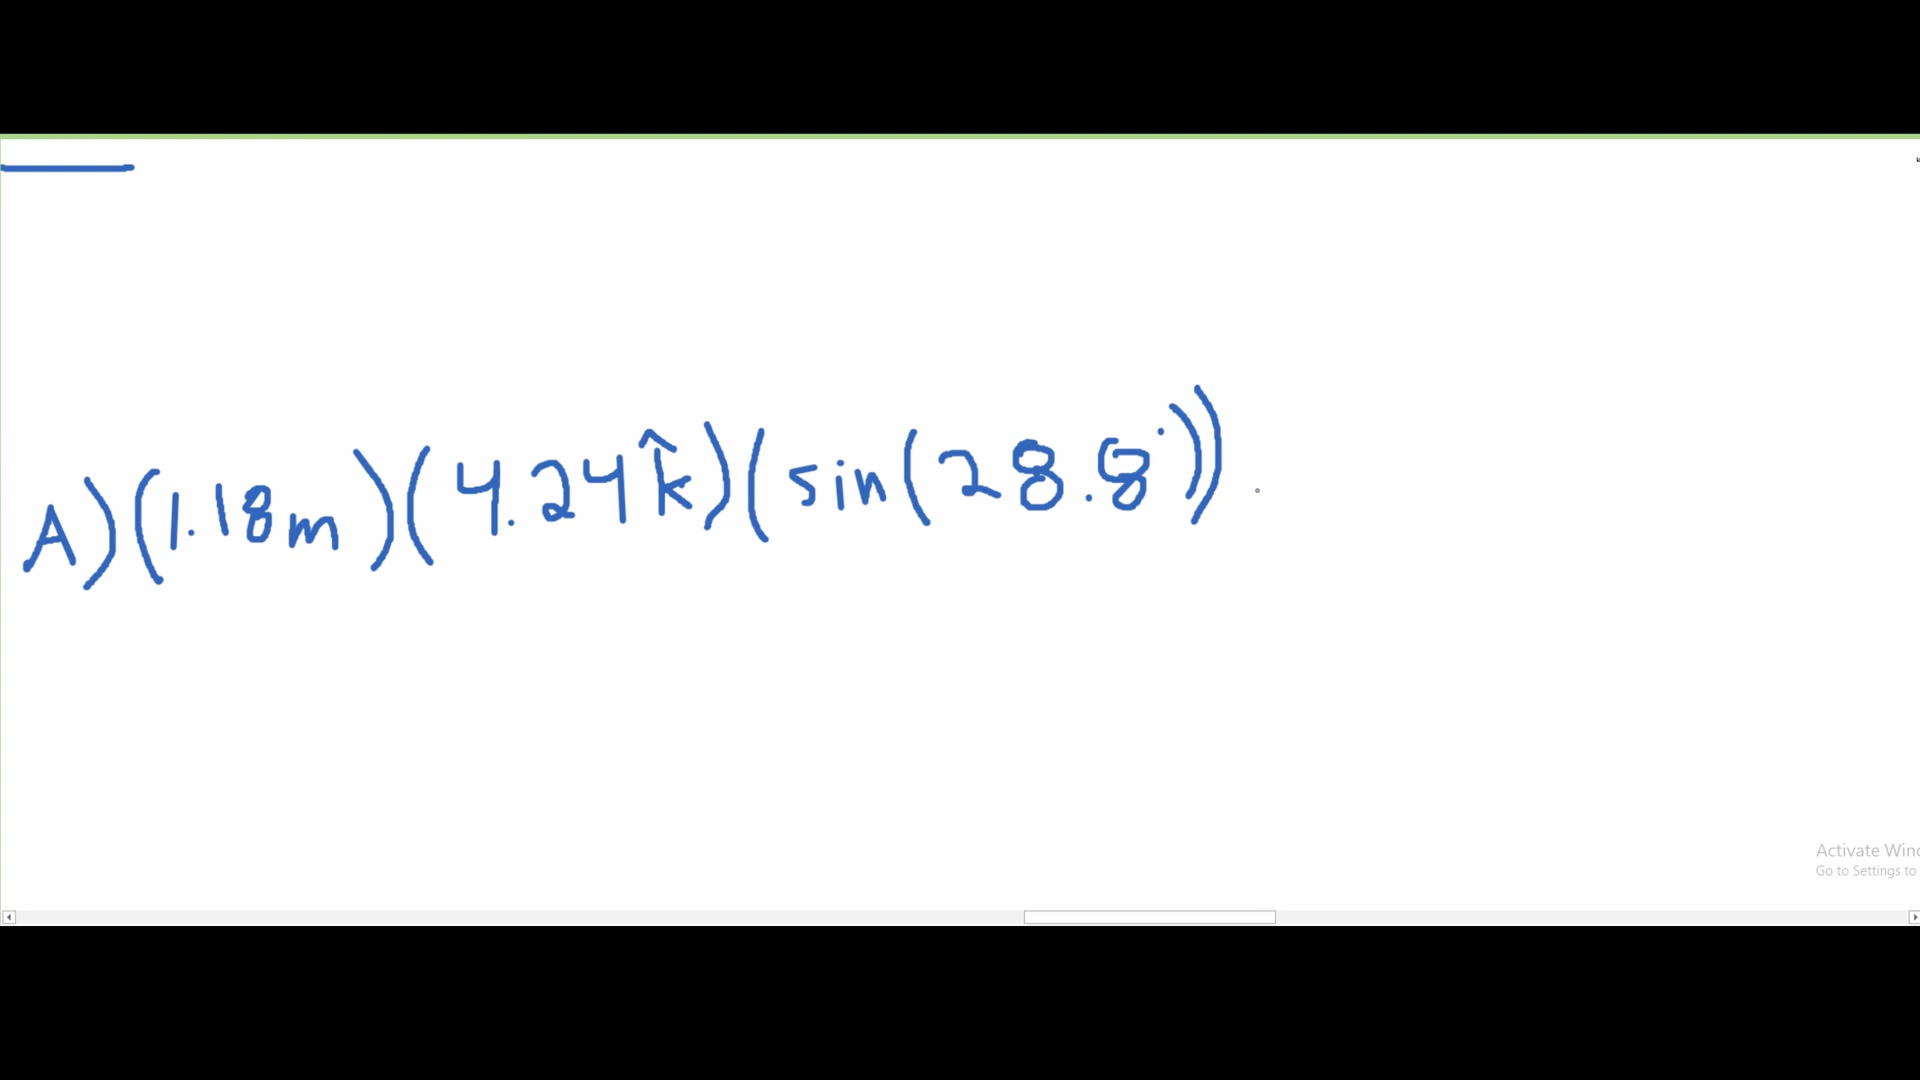 A) (1.18m)(4.24k̂)(sin(28.8°))
Activate Wind
Go to Settings to